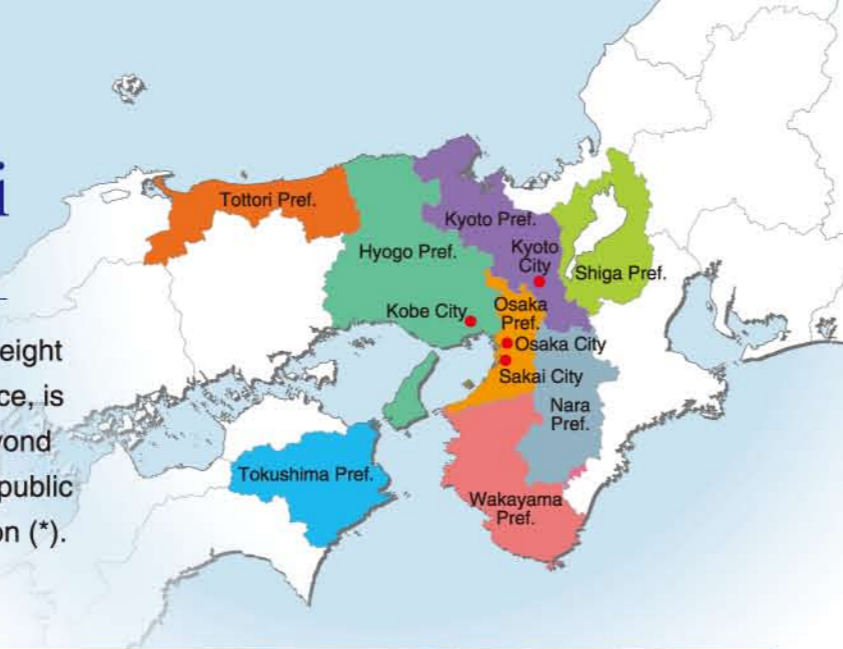 i
eight
ce, is
yond
public
on (*).
Tottori Pref.
Kyoto Pref.
Hyogo Pref.
Kyoto
City
Shiga Pref.
Kobe City
Osaka
Pref.
Osaka City
Sakai City
Nara
Pref.
Tokushima Pref.
Wakayama
Pref.